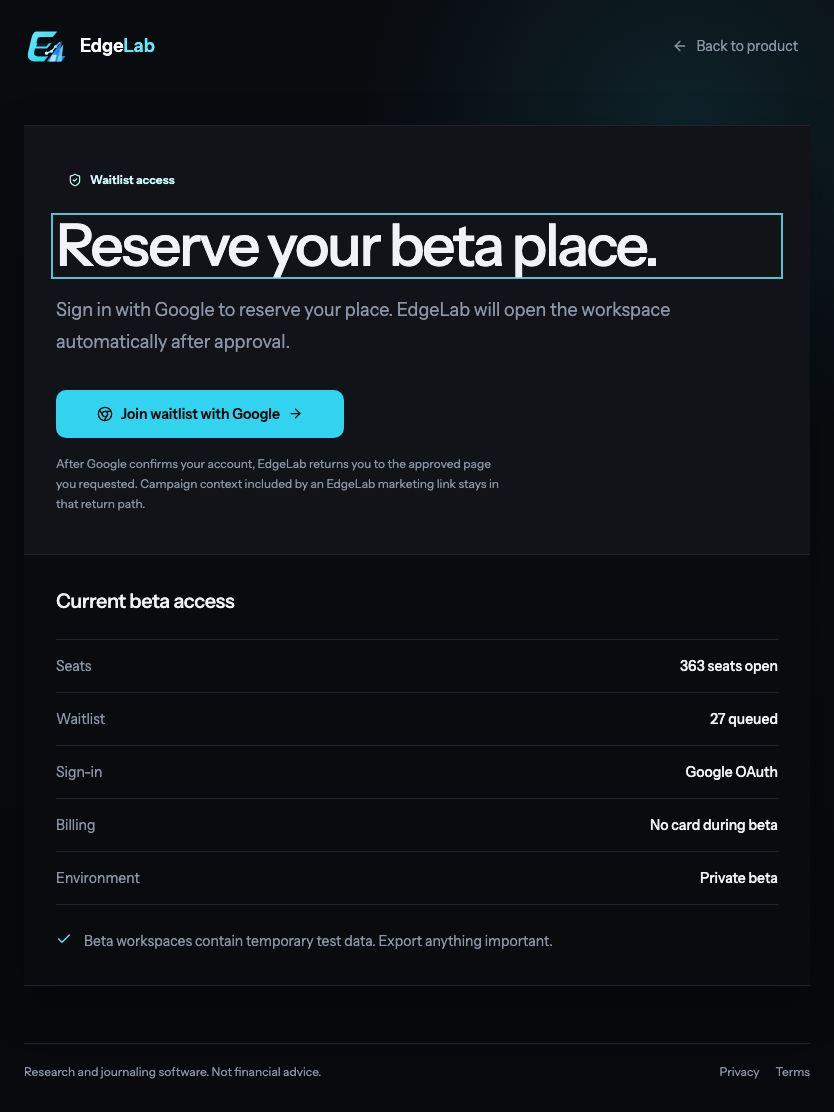 EdgeLab
Back to product
Waitlist access
Reserve your beta place.
Sign in with Google to reserve your place. EdgeLab will open the workspace
automatically after approval.
Join waitlist with Google
After Google confirms your account, EdgeLab returns you to the approved page
you requested. Campaign context included by an EdgeLab marketing link stays in
that return path.
Current beta access
Seats 363 seats open
Waitlist 27 queued
Sign-in Google OAuth
Billing No card during beta
Environment Private beta
Beta workspaces contain temporary test data. Export anything important.
Research and journaling software. Not financial advice.
Privacy Terms